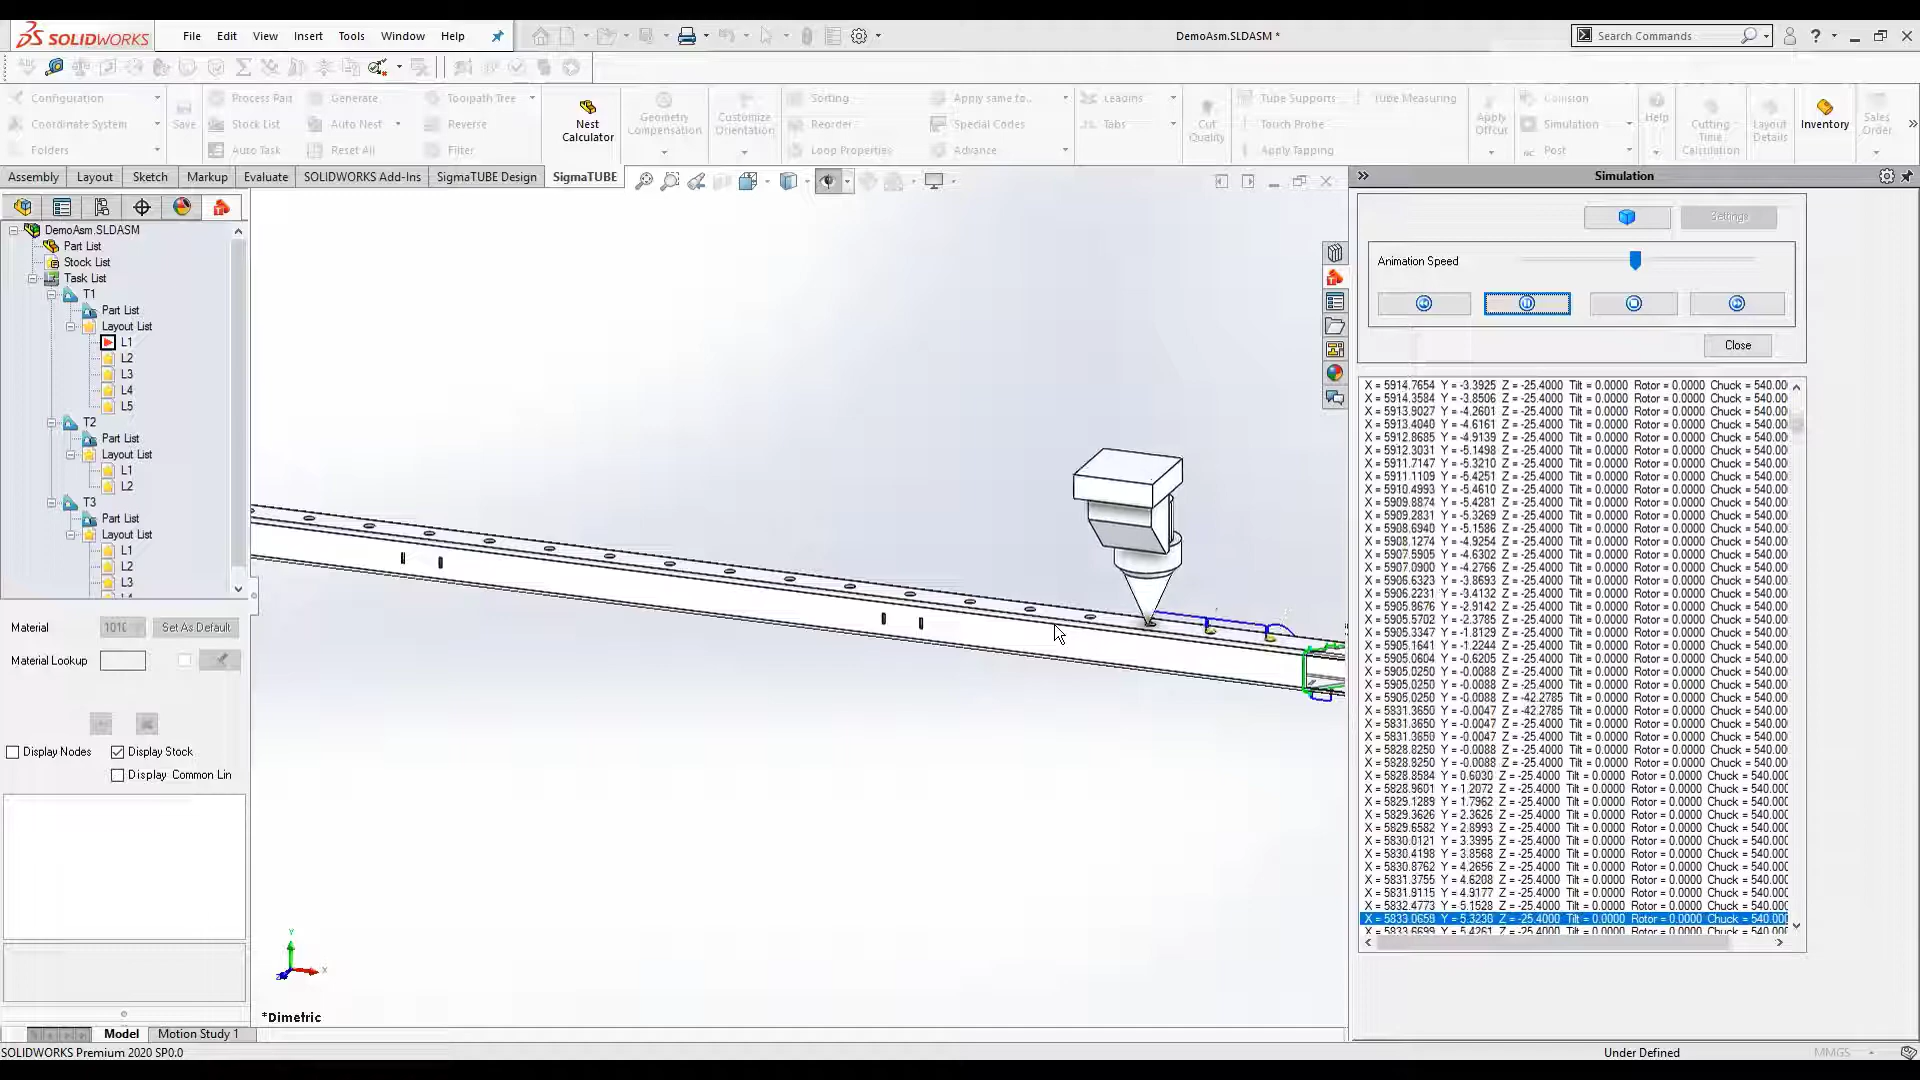 SOLIDWORKS File Edit View Insert Tools Window Help DemoAsm.SLDASM * Search Commands
Configuration Process Part Generate Toolpath Tree Sorting Apply same to... Leadins Tube Supports Tube Measuring Collision
Coordinate System Save Stock List Auto Nest Reverse Nest Calculator Geometry Compensation Customize Orientation Reorder Special Codes Tabs Cut Quality Touch Probe Apply Offcut Simulation Help Cutting Time Calculation Layout Details Inventory Sales Order
Folders Auto Task Reset All Filter Loop Properties Advance Apply Tapping Post
Assembly Layout Sketch Markup Evaluate SOLIDWORKS Add-Ins SigmaTUBE Design SigmaTUBE
Simulation
Settings
Animation Speed
Close
DemoAsm.SLDASM
Part List
Stock List
Task List
T1
Part List
Layout List
L1
L2
L3
L4
L5
T2
Part List
Layout List
L1
L2
T3
Part List
Layout List
L1
L2
L3
L4
Material 101C Set As Default
Material Lookup
Display Nodes Display Stock
Display Common Lin
X = 5914.7654 Y = -3.3925 Z = -25.4000 Tilt = 0.0000 Rotor = 0.0000 Chuck = 540.00
X = 5914.3584 Y = -3.8506 Z = -25.4000 Tilt = 0.0000 Rotor = 0.0000 Chuck = 540.00
X = 5913.9027 Y = -4.2601 Z = -25.4000 Tilt = 0.0000 Rotor = 0.0000 Chuck = 540.00
X = 5913.4040 Y = -4.6161 Z = -25.4000 Tilt = 0.0000 Rotor = 0.0000 Chuck = 540.00
X = 5912.8685 Y = -4.9139 Z = -25.4000 Tilt = 0.0000 Rotor = 0.0000 Chuck = 540.00
X = 5912.3031 Y = -5.1498 Z = -25.4000 Tilt = 0.0000 Rotor = 0.0000 Chuck = 540.00
X = 5911.7147 Y = -5.3210 Z = -25.4000 Tilt = 0.0000 Rotor = 0.0000 Chuck = 540.00
X = 5911.1109 Y = -5.4251 Z = -25.4000 Tilt = 0.0000 Rotor = 0.0000 Chuck = 540.00
X = 5910.4993 Y = -5.4610 Z = -25.4000 Tilt = 0.0000 Rotor = 0.0000 Chuck = 540.00
X = 5909.8874 Y = -5.4281 Z = -25.4000 Tilt = 0.0000 Rotor = 0.0000 Chuck = 540.00
X = 5909.2831 Y = -5.3269 Z = -25.4000 Tilt = 0.0000 Rotor = 0.0000 Chuck = 540.00
X = 5908.6940 Y = -5.1586 Z = -25.4000 Tilt = 0.0000 Rotor = 0.0000 Chuck = 540.00
X = 5908.1274 Y = -4.9254 Z = -25.4000 Tilt = 0.0000 Rotor = 0.0000 Chuck = 540.00
X = 5907.5905 Y = -4.6302 Z = -25.4000 Tilt = 0.0000 Rotor = 0.0000 Chuck = 540.00
X = 5907.0900 Y = -4.2766 Z = -25.4000 Tilt = 0.0000 Rotor = 0.0000 Chuck = 540.00
X = 5906.6323 Y = -3.8693 Z = -25.4000 Tilt = 0.0000 Rotor = 0.0000 Chuck = 540.00
X = 5906.2231 Y = -3.4132 Z = -25.4000 Tilt = 0.0000 Rotor = 0.0000 Chuck = 540.00
X = 5905.8676 Y = -2.9142 Z = -25.4000 Tilt = 0.0000 Rotor = 0.0000 Chuck = 540.00
X = 5905.5702 Y = -2.3785 Z = -25.4000 Tilt = 0.0000 Rotor = 0.0000 Chuck = 540.00
X = 5905.3347 Y = -1.8129 Z = -25.4000 Tilt = 0.0000 Rotor = 0.0000 Chuck = 540.00
X = 5905.1641 Y = -1.2244 Z = -25.4000 Tilt = 0.0000 Rotor = 0.0000 Chuck = 540.00
X = 5905.0604 Y = -0.6205 Z = -25.4000 Tilt = 0.0000 Rotor = 0.0000 Chuck = 540.00
X = 5905.0250 Y = -0.0088 Z = -25.4000 Tilt = 0.0000 Rotor = 0.0000 Chuck = 540.00
X = 5905.0250 Y = -0.0088 Z = -25.4000 Tilt = 0.0000 Rotor = 0.0000 Chuck = 540.00
X = 5905.0250 Y = -0.0088 Z = -42.2785 Tilt = 0.0000 Rotor = 0.0000 Chuck = 540.00
X = 5831.3650 Y = -0.0047 Z = -42.2785 Tilt = 0.0000 Rotor = 0.0000 Chuck = 540.00
X = 5831.3650 Y = -0.0047 Z = -25.4000 Tilt = 0.0000 Rotor = 0.0000 Chuck = 540.00
X = 5831.3650 Y = -0.0047 Z = -25.4000 Tilt = 0.0000 Rotor = 0.0000 Chuck = 540.00
X = 5828.8250 Y = -0.0088 Z = -25.4000 Tilt = 0.0000 Rotor = 0.0000 Chuck = 540.00
X = 5828.8250 Y = -0.0088 Z = -25.4000 Tilt = 0.0000 Rotor = 0.0000 Chuck = 540.00
X = 5828.8584 Y = 0.6030 Z = -25.4000 Tilt = 0.0000 Rotor = 0.0000 Chuck = 540.00
X = 5828.9601 Y = 1.2072 Z = -25.4000 Tilt = 0.0000 Rotor = 0.0000 Chuck = 540.00
X = 5829.1289 Y = 1.7962 Z = -25.4000 Tilt = 0.0000 Rotor = 0.0000 Chuck = 540.00
X = 5829.3626 Y = 2.3626 Z = -25.4000 Tilt = 0.0000 Rotor = 0.0000 Chuck = 540.00
X = 5829.6582 Y = 2.8993 Z = -25.4000 Tilt = 0.0000 Rotor = 0.0000 Chuck = 540.00
X = 5830.0121 Y = 3.3995 Z = -25.4000 Tilt = 0.0000 Rotor = 0.0000 Chuck = 540.00
X = 5830.4198 Y = 3.8568 Z = -25.4000 Tilt = 0.0000 Rotor = 0.0000 Chuck = 540.00
X = 5830.8762 Y = 4.2656 Z = -25.4000 Tilt = 0.0000 Rotor = 0.0000 Chuck = 540.00
X = 5831.3755 Y = 4.6208 Z = -25.4000 Tilt = 0.0000 Rotor = 0.0000 Chuck = 540.00
X = 5831.9115 Y = 4.9177 Z = -25.4000 Tilt = 0.0000 Rotor = 0.0000 Chuck = 540.00
X = 5832.4773 Y = 5.1528 Z = -25.4000 Tilt = 0.0000 Rotor = 0.0000 Chuck = 540.00
X = 5833.0659 Y = 5.3230 Z = -25.4000 Tilt = 0.0000 Rotor = 0.0000 Chuck = 540.00
X = 5833.6699 Y = 5.4261 Z = -25.4000 Tilt = 0.0000 Rotor = 0.0000 Chuck = 540.00
Y
X
*Dimetric
Model Motion Study 1
SOLIDWORKS Premium 2020 SP0.0 Under Defined MMGS